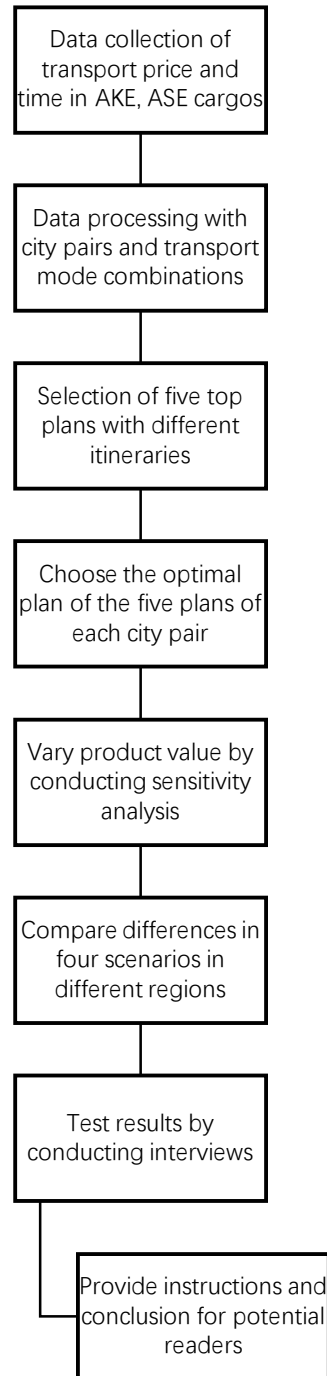 Data collection of
transport price and
time in AKE, ASE cargos
Data processing with
city pairs and transport
mode combinations
Selection of five top
plans with different
itineraries
Choose the optimal
plan of the five plans of
each city pair
Vary product value by
conducting sensitivity
analysis
Compare differences in
four scenarios in
different regions
Test results by
conducting interviews
Provide instructions and
conclusion for potential
readers